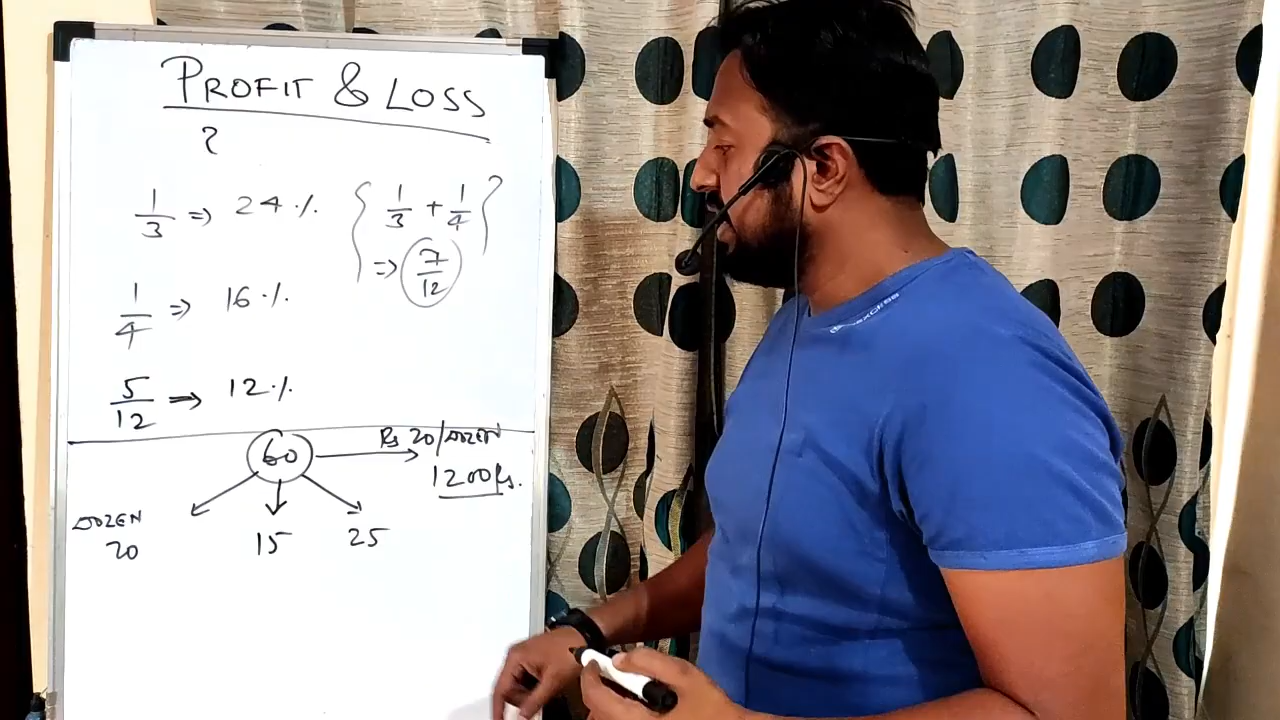 PROFIT & LOSS
?
1/3 => 24 ./. { 1/3 + 1/4 }
=> 7/12
1/4 => 16 ./.
5/12 => 12 ./.
60 → Rs 20/DOZEN
1200 Rs.
DOZEN
20 15 25